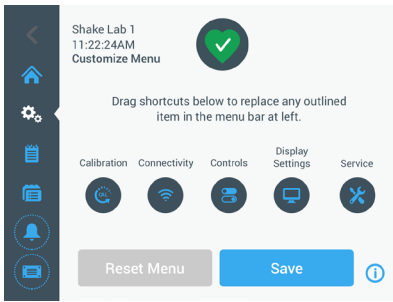 Shake Lab 1
11:22:24AM
Customize Menu
Drag shortcuts below to replace any outlined
item in the menu bar at left.
Calibration
Connectivity
Controls
Display
Settings
Service
CAL
Reset Menu
Save